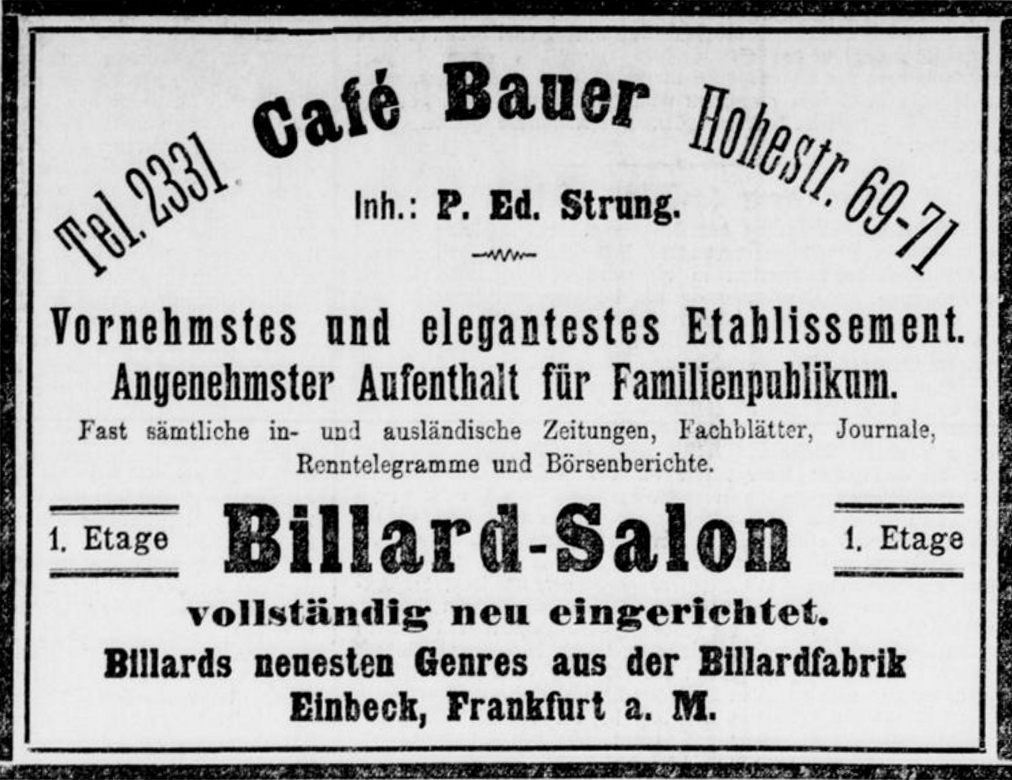 Tel. 2331. Café Bauer Hohestr. 69-71
Inh.: P. Ed. Strung.
Vornehmstes und elegantestes Etablissement.
Angenehmster Aufenthalt für Familienpublikum.
Fast sämtliche in- und ausländische Zeitungen, Fachblätter, Journale,
Renntelegramme und Börsenberichte.
1. Etage Billard-Salon 1. Etage
vollständig neu eingerichtet.
Billards neuesten Genres aus der Billardfabrik
Einbeck, Frankfurt a. M.